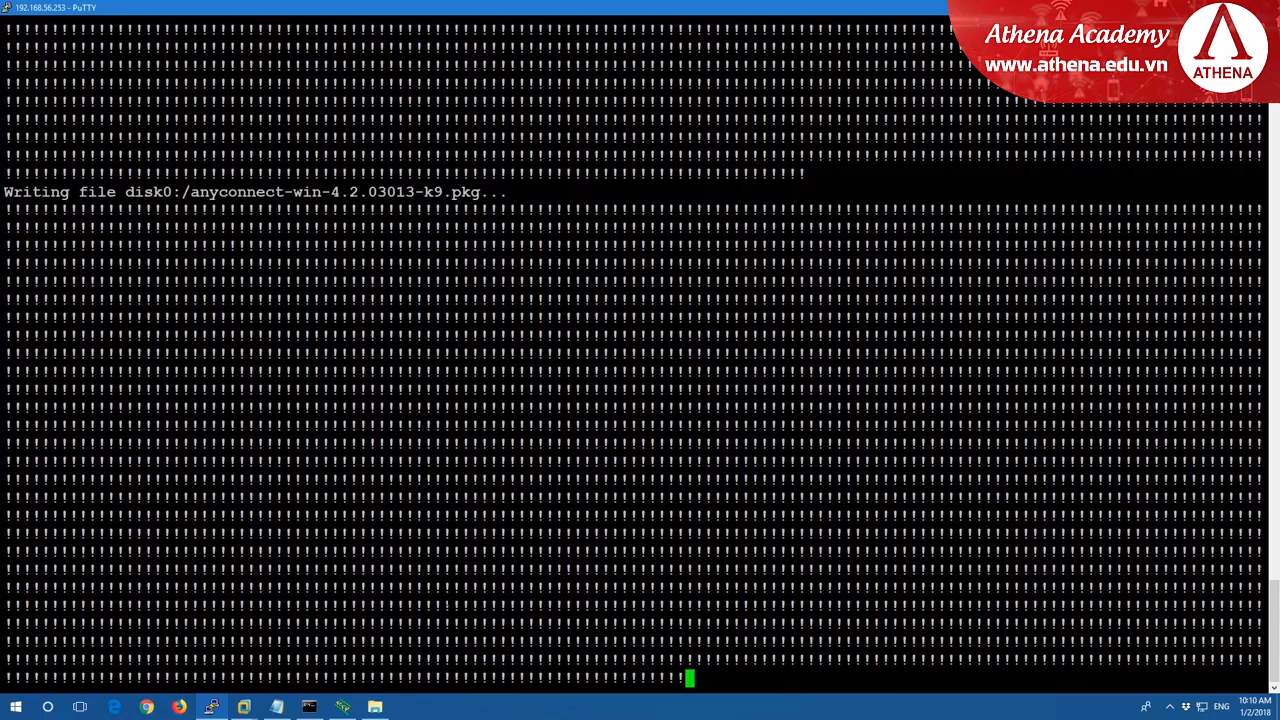 192.168.56.253 - PuTTY
Athena Academy
www.athena.edu.vn
ATHENA
Writing file disk0:/anyconnect-win-4.2.03013-k9.pkg...
ENG
10:10 AM
1/2/2018